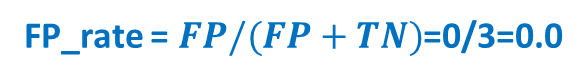 FP_rate = FP/(FP + TN)=0/3=0.0